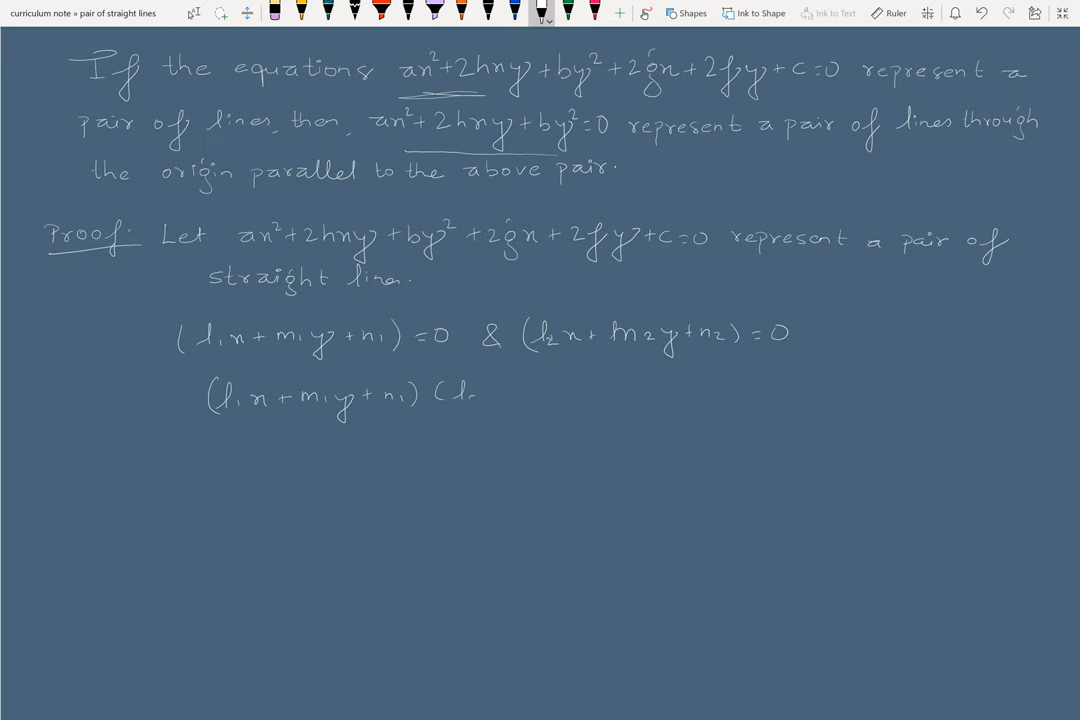 curriculum note » pair of straight lines
Shapes Ink to Shape Ink to Text Ruler
If the equations ax²+2hxy+by²+2gx+2fy+c=0 represent a
pair of lines, then, ax²+2hxy+by²=0 represent a pair of lines through
the origin parallel to the above pair.
Proof: Let ax²+2hxy+by²+2gx+2fy+c=0 represent a pair of
straight lines.
(l₁x+m₁y+n₁)=0 & (l₂x+m₂y+n₂)=0
(l₁x+m₁y+n₁)(l